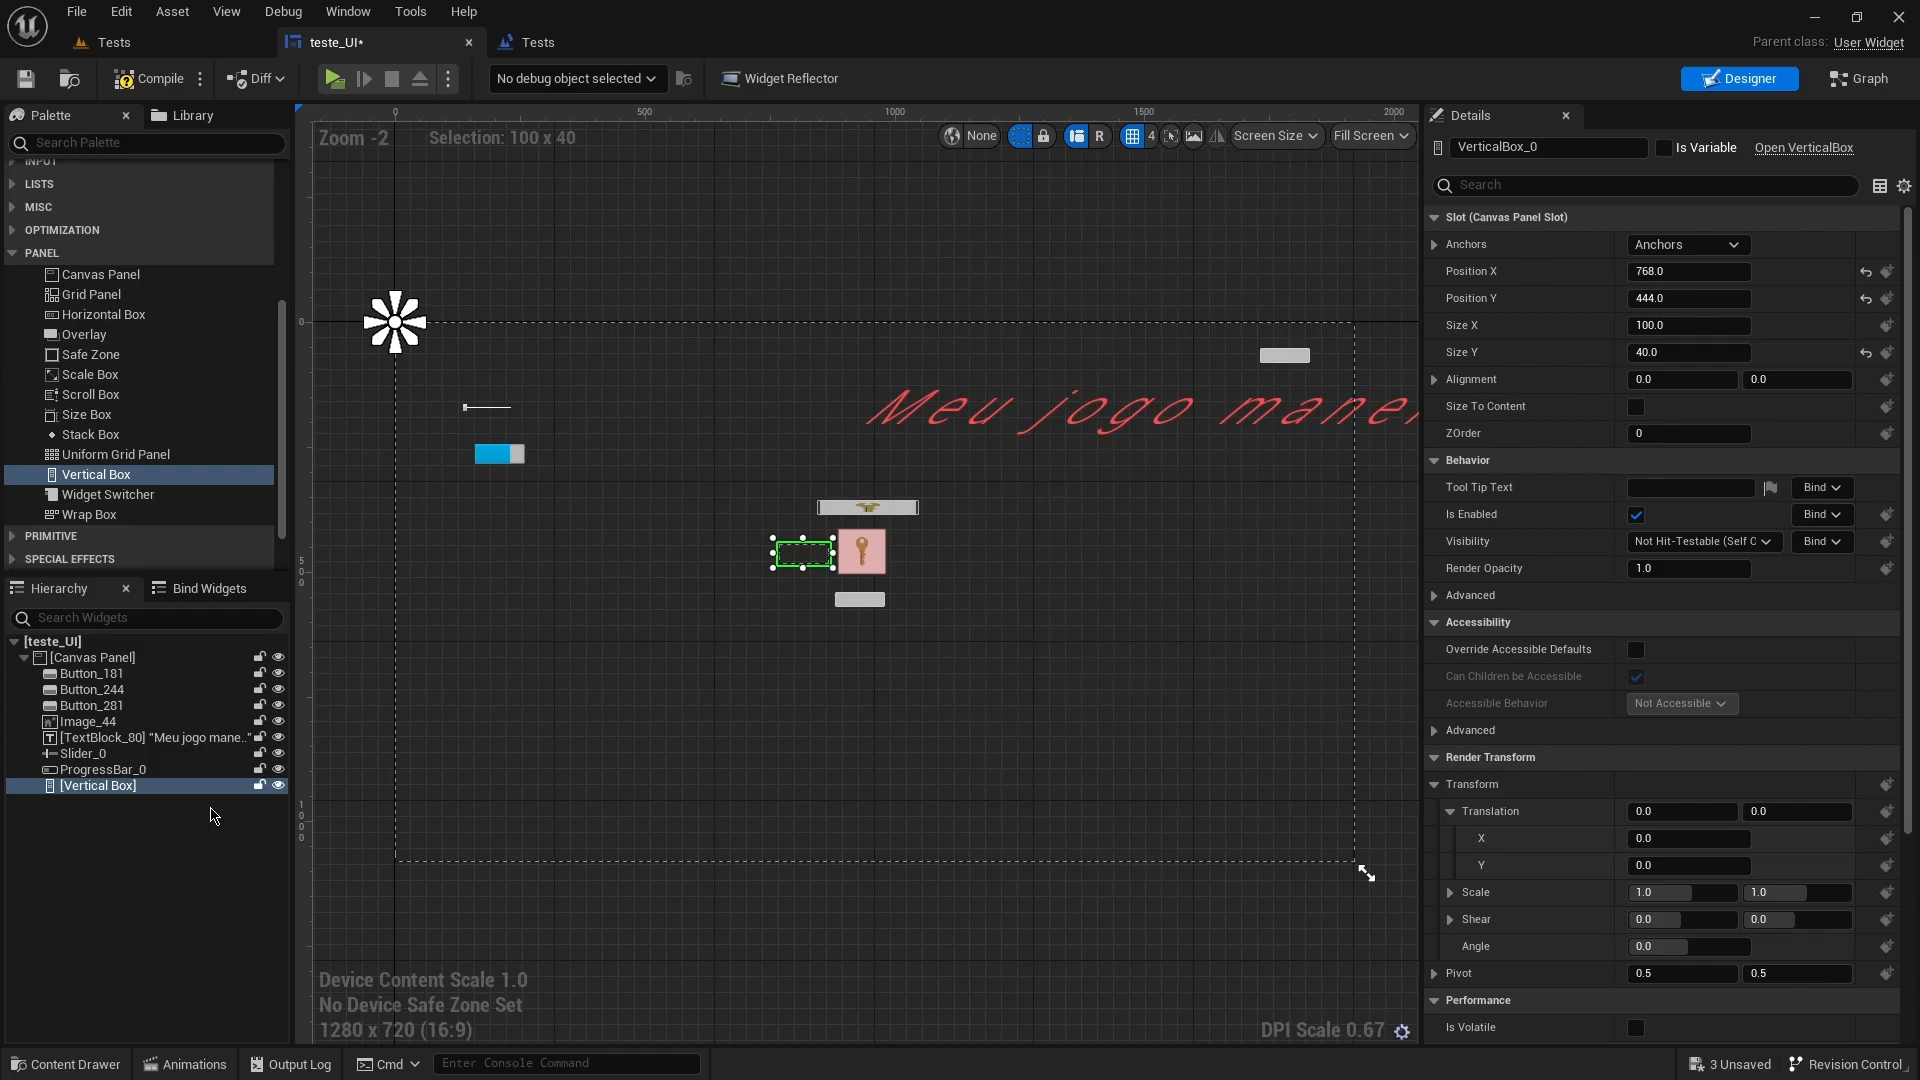 File Edit Asset View Window Debug Tools Help
Tests
teste_UI*
Tests
Parent class: User Widget
Compile
Diff
No debug object selected
Widget Reflector
Designer
Graph
Palette
Library
Search Palette
INPUT
LISTS
MISC
OPTIMIZATION
PANEL
Canvas Panel
Grid Panel
Horizontal Box
Overlay
Safe Zone
Scale Box
Scroll Box
Size Box
Stack Box
Uniform Grid Panel
Vertical Box
Widget Switcher
Wrap Box
PRIMITIVE
SPECIAL EFFECTS
Hierarchy
Bind Widgets
Search Widgets
[teste_UI]
[Canvas Panel]
Button_181
Button_244
Button_281
Image_44
[TextBlock_80] "Meu jogo mane.."
Slider_0
ProgressBar_0
[Vertical Box]
0 500 1000 1500 2000
Zoom -2
Selection: 100 x 40
None
R
4
Screen Size
Fill Screen
0
500
1000
Meu jogo manei
Device Content Scale 1.0
No Device Safe Zone Set
1280 x 720 (16:9)
DPI Scale 0.67
Details
VerticalBox_0
Is Variable
Open VerticalBox
Search
Slot (Canvas Panel Slot)
Anchors Anchors
Position X 768.0
Position Y 444.0
Size X 100.0
Size Y 40.0
Alignment 0.0 0.0
Size To Content
ZOrder 0
Behavior
Tool Tip Text Bind
Is Enabled Bind
Visibility Not Hit-Testable (Self C Bind
Render Opacity 1.0
Advanced
Accessibility
Override Accessible Defaults
Can Children be Accessible
Accessible Behavior Not Accessible
Advanced
Render Transform
Transform
Translation 0.0 0.0
X 0.0
Y 0.0
Scale 1.0 1.0
Shear 0.0 0.0
Angle 0.0
Pivot 0.5 0.5
Performance
Is Volatile
Content Drawer
Animations
Output Log
Cmd
Enter Console Command
3 Unsaved
Revision Control